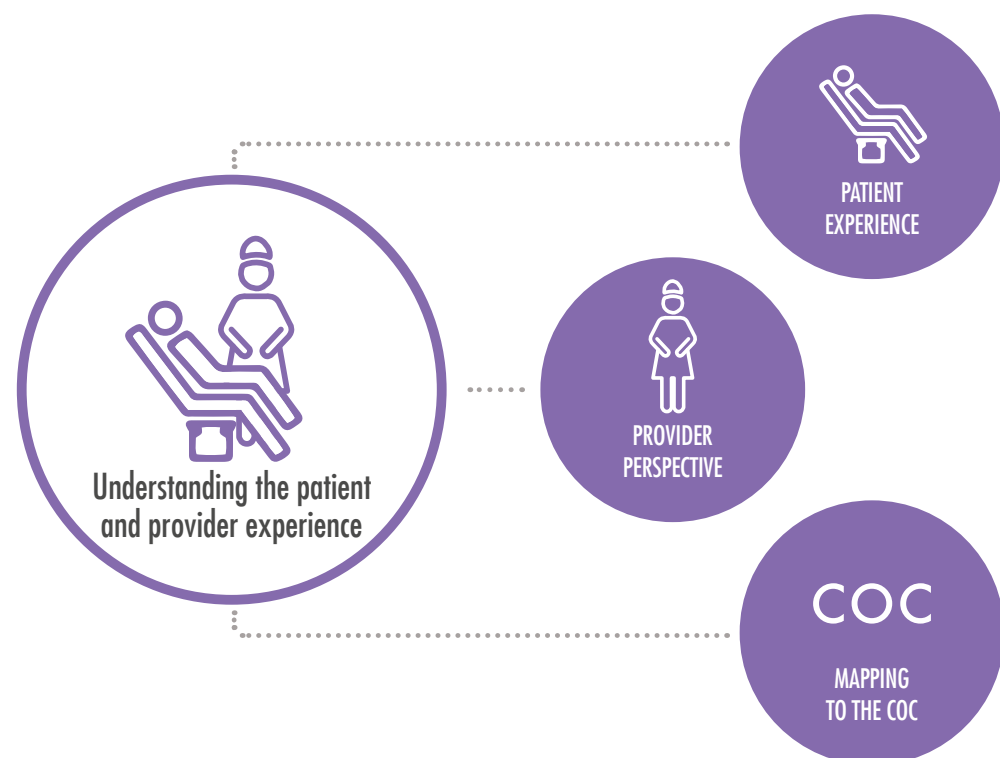 PATIENT
EXPERIENCE
Understanding the patient
and provider experience
PROVIDER
PERSPECTIVE
COC
MAPPING
TO THE COC